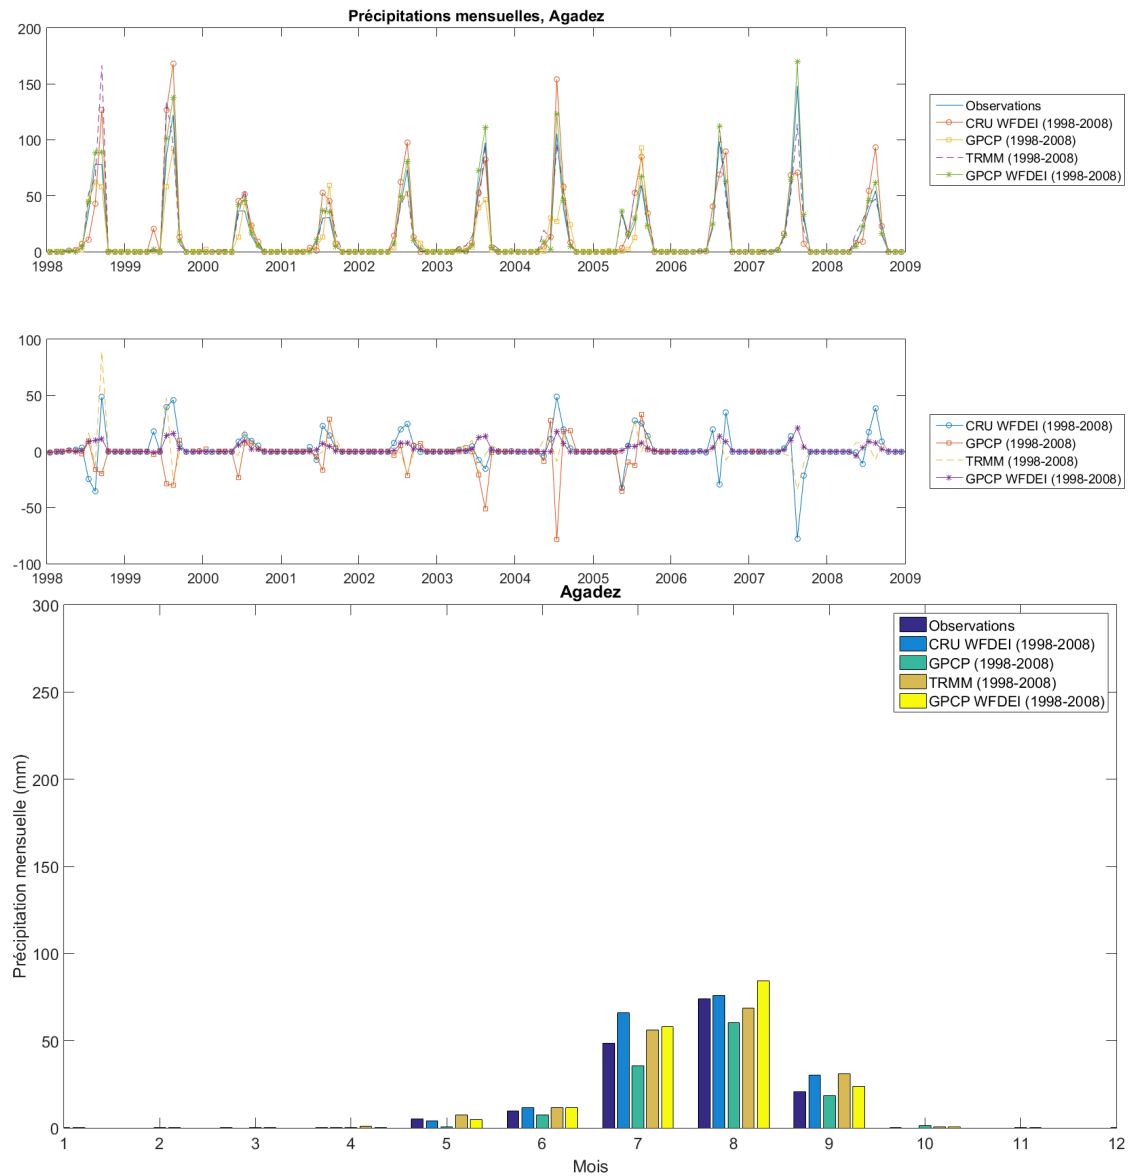 Précipitations mensuelles, Agadez
200
150
100
50
0
1998 1999 2000 2001 2002 2003 2004 2005 2006 2007 2008 2009
Observations
CRU WFDEI (1998-2008)
GPCP (1998-2008)
TRMM (1998-2008)
GPCP WFDEI (1998-2008)
100
50
0
-50
-100
1998 1999 2000 2001 2002 2003 2004 2005 2006 2007 2008 2009
CRU WFDEI (1998-2008)
GPCP (1998-2008)
TRMM (1998-2008)
GPCP WFDEI (1998-2008)
Agadez
300
250
200
150
100
50
0
Précipitation mensuelle (mm)
1 2 3 4 5 6 7 8 9 10 11 12
Mois
Observations
CRU WFDEI (1998-2008)
GPCP (1998-2008)
TRMM (1998-2008)
GPCP WFDEI (1998-2008)